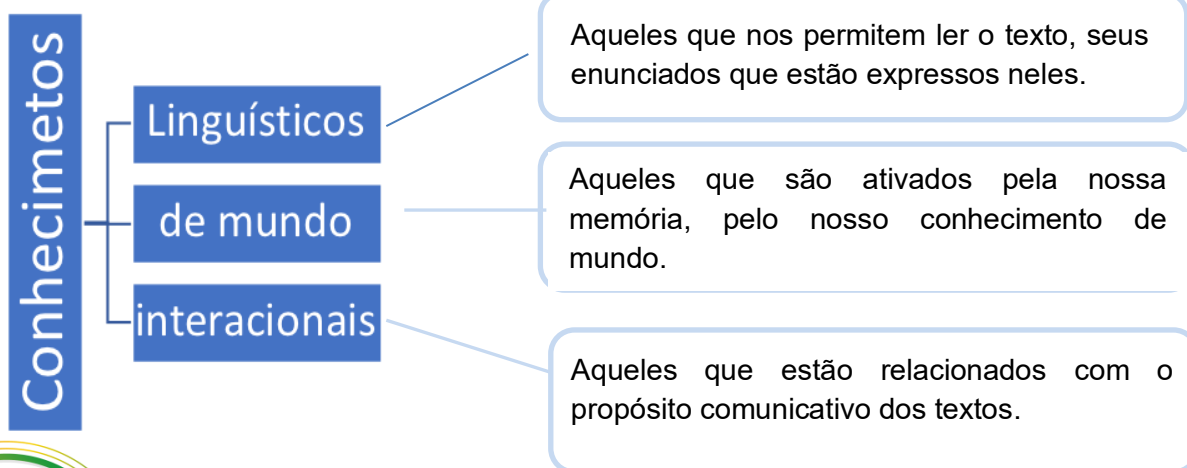 Conhecimetos
Linguísticos
Aqueles que nos permitem ler o texto, seus
enunciados que estão expressos neles.
de mundo
Aqueles que são ativados pela nossa
memória, pelo nosso conhecimento de
mundo.
interacionais
Aqueles que estão relacionados com o
propósito comunicativo dos textos.